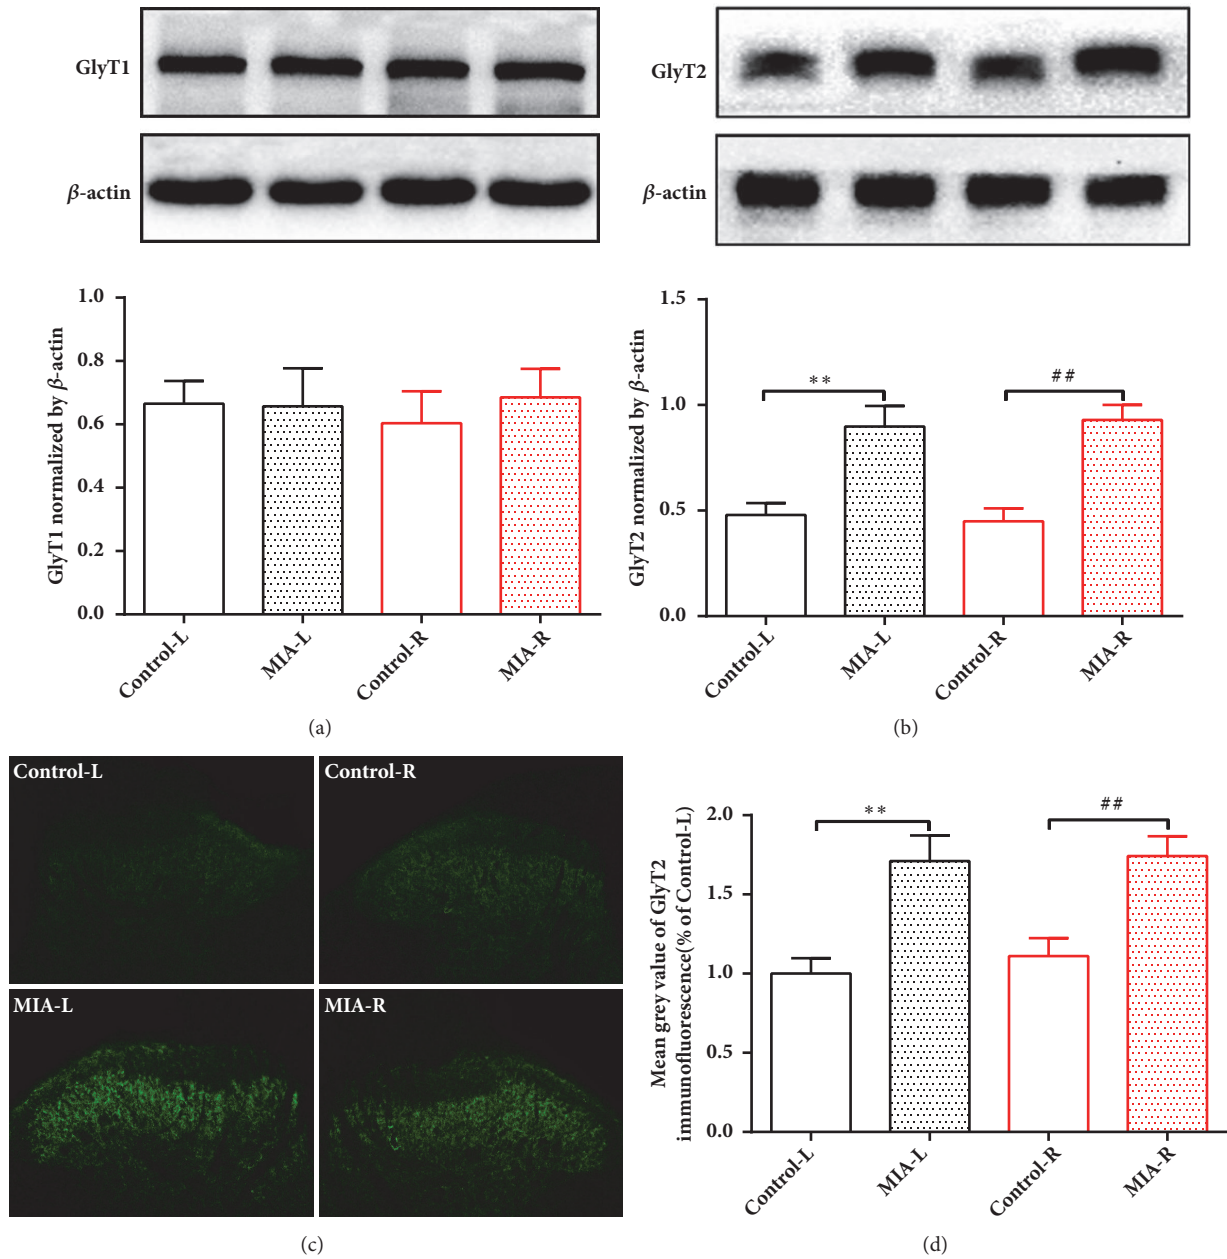 GlyT1
β-actin
GlyT1 normalized by β-actin
1.0
0.8
0.6
0.4
0.2
0.0
Control-L
MIA-L
Control-R
MIA-R
(a)
GlyT2
β-actin
GlyT2 normalized by β-actin
1.5
1.0
0.5
0.0
**
##
Control-L
MIA-L
Control-R
MIA-R
(b)
Control-L
Control-R
MIA-L
MIA-R
(c)
Mean grey value of GlyT2
immunofluorescence(% of Control-L)
2.0
1.5
1.0
0.5
0.0
**
##
Control-L
MIA-L
Control-R
MIA-R
(d)